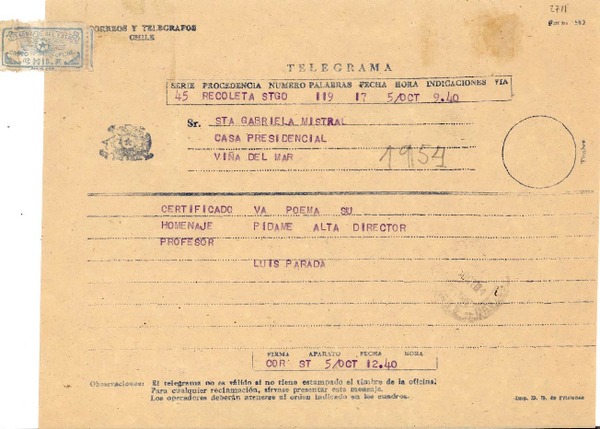 27/1
CORREOS Y TELEGRAFOS
CHILE
TELEGRAMA
SERIE PROCEDENCIA NUMERO PALABRAS FECHA HORA INDICACIONES VIA
45 RECOLETA STGO 119 17 5/OCT 9.40
Sr. STA GABRIELA MISTRAL
CASA PRESIDENCIAL
VIÑA DEL MAR
1954
Timbre
CERTIFICADO VA POEMA SU
HOMENAJE PIDAME ALTA DIRECTOR
PROFESOR
LUIS PARADA
FIRMA APARATO FECHA HORA
COR ST 5/OCT 12.40
Observaciones: El telegrama no es válido si no tiene estampado el timbre de la oficina.
Para cualquier reclamación, sírvase presentar este mensaje.
Los operadores deberán atenerse al orden indicado en los cuadros.